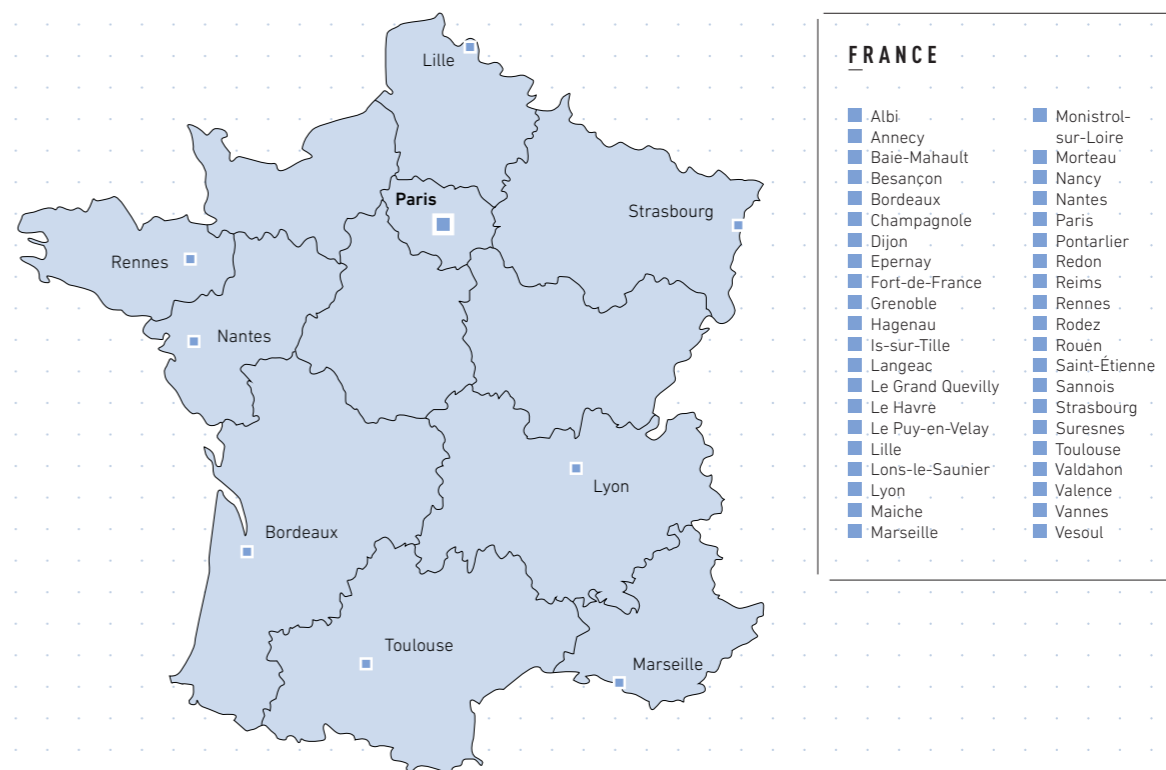 Lille
Paris
Strasbourg
Rennes
Nantes
Lyon
Bordeaux
Toulouse
Marseille
FRANCE
Albi
Annecy
Baie-Mahault
Besançon
Bordeaux
Champagnole
Dijon
Epernay
Fort-de-France
Grenoble
Hagenau
Is-sur-Tille
Langeac
Le Grand Quevilly
Le Havre
Le Puy-en-Velay
Lille
Lons-le-Saunier
Lyon
Maiche
Marseille
Monistrol-
sur-Loire
Morteau
Nancy
Nantes
Paris
Pontarlier
Redon
Reims
Rennes
Rodez
Rouen
Saint-Étienne
Sannois
Strasbourg
Suresnes
Toulouse
Valdahon
Valence
Vannes
Vesoul